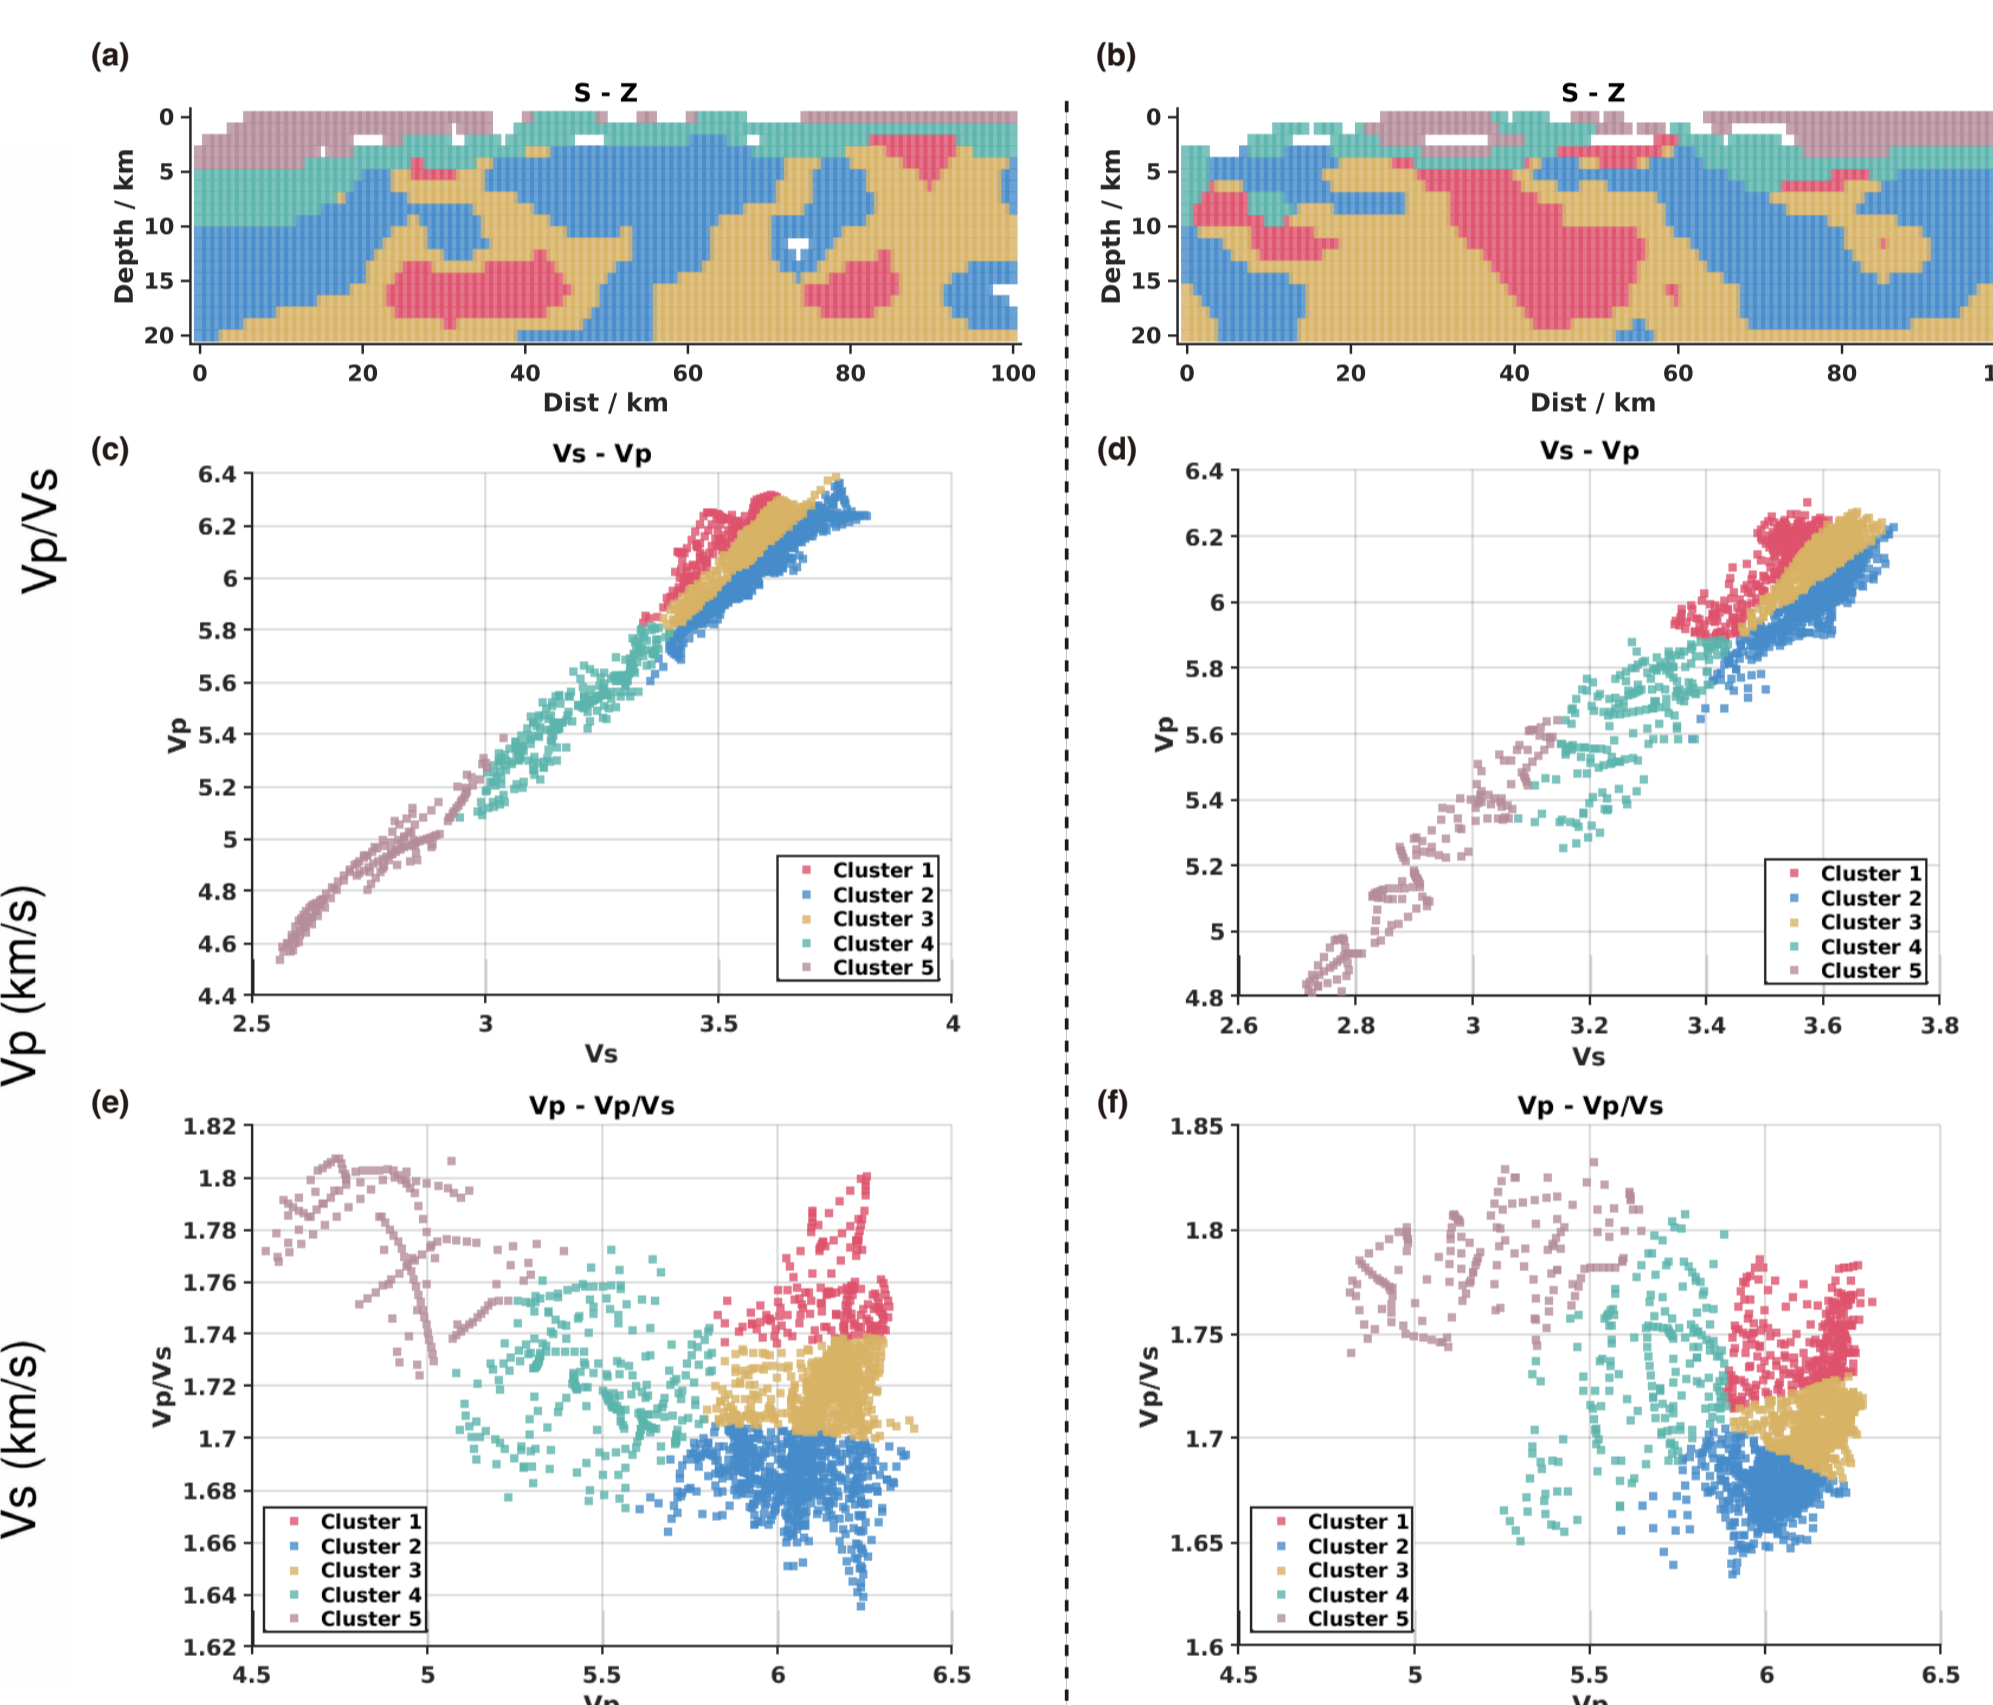 (a)
S - Z
0
5
10
15
20
Depth / km
0 20 40 60 80 100
Dist / km
(b)
S - Z
0
5
10
15
20
Depth / km
0 20 40 60 80 1
Dist / km
Vp/Vs
Vp (km/s)
Vs (km/s)
(c)
Vs - Vp
6.4
6.2
6
5.8
5.6
5.4
5.2
5
4.8
4.6
4.4
Vp
Cluster 1
Cluster 2
Cluster 3
Cluster 4
Cluster 5
2.5 3 3.5 4
Vs
(d)
Vs - Vp
6.4
6.2
6
5.8
5.6
5.4
5.2
5
4.8
Vp
Cluster 1
Cluster 2
Cluster 3
Cluster 4
Cluster 5
2.6 2.8 3 3.2 3.4 3.6 3.8
Vs
(e)
Vp - Vp/Vs
1.82
1.8
1.78
1.76
1.74
1.72
1.7
1.68
1.66
1.64
1.62
Vp/Vs
Cluster 1
Cluster 2
Cluster 3
Cluster 4
Cluster 5
4.5 5 5.5 6 6.5
Vp
(f)
Vp - Vp/Vs
1.85
1.8
1.75
1.7
1.65
1.6
Vp/Vs
Cluster 1
Cluster 2
Cluster 3
Cluster 4
Cluster 5
4.5 5 5.5 6 6.5
Vp